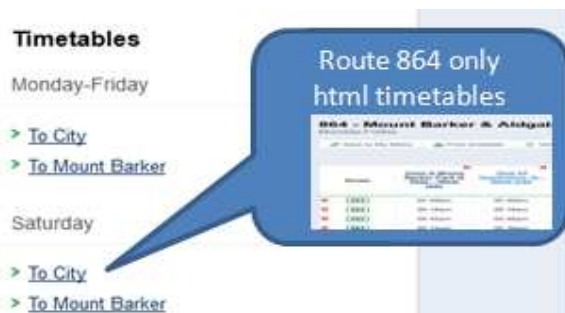 Timetables
Monday-Friday
> To City
> To Mount Barker
Saturday
> To City
> To Mount Barker
Route 864 only
html timetables
864 - Mount Barker & Aldgat